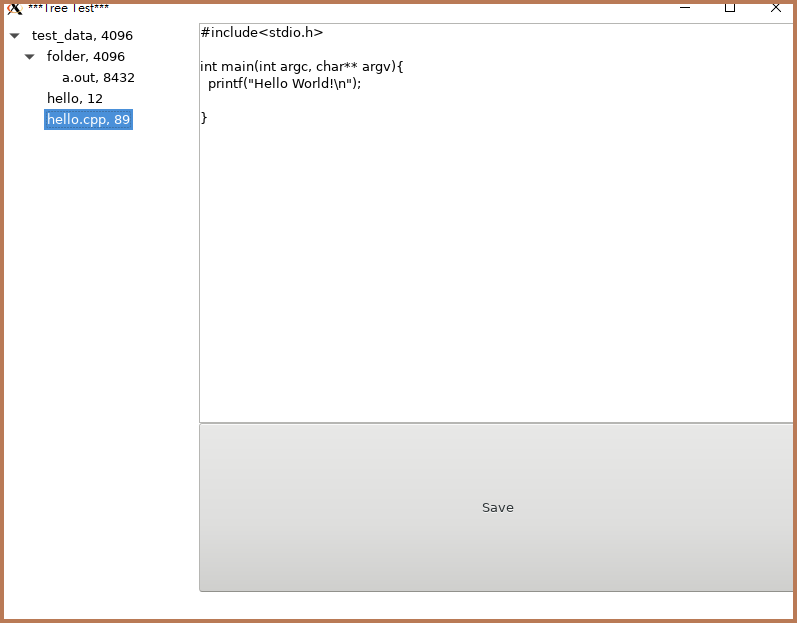 ***Tree Test***
test_data, 4096
folder, 4096
a.out, 8432
hello, 12
hello.cpp, 89
#include<stdio.h>
int main(int argc, char** argv){
  printf("Hello World!\n");
}
Save